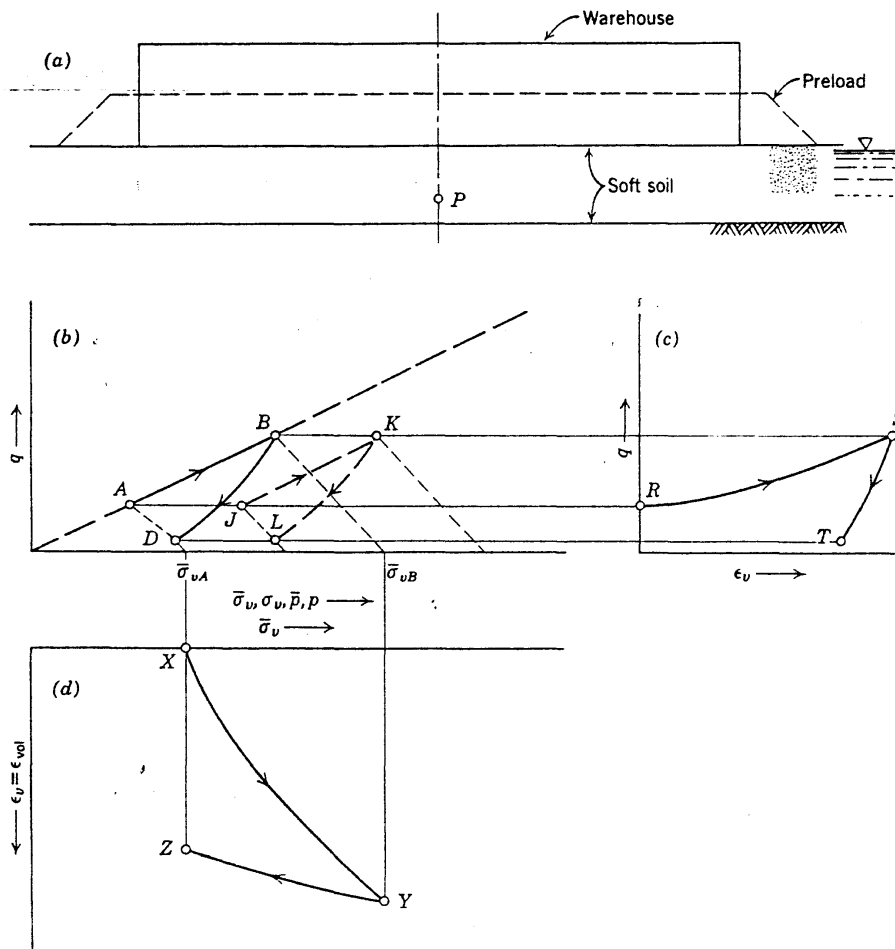 (a)
Warehouse
Preload
Soft soil
P
(b)
(c)
q →
q →
B
K
A
J
R
D
L
T
σ̄vA
σ̄vB
ϵv →
σ̄v, σv, p̄, p →
σ̄v →
X
(d)
← ϵv = ϵvol
Z
Y